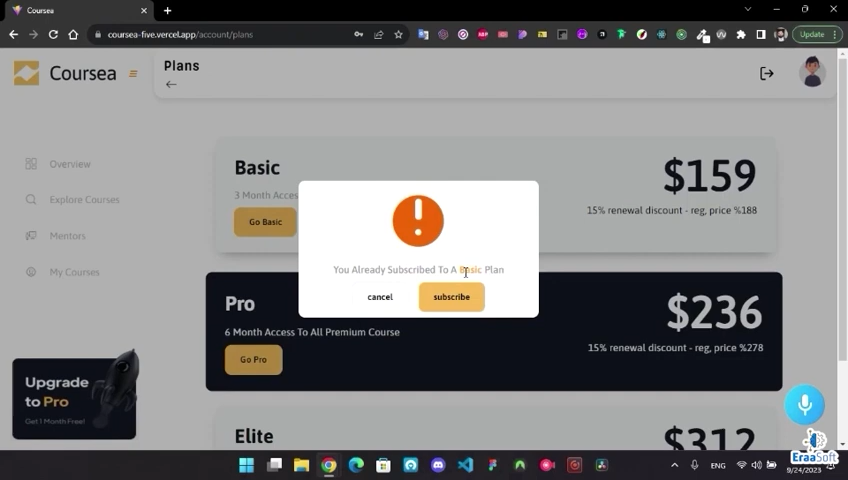 Coursea
Update
coursea-five.vercel.app/account/plans
Coursea
Plans
Overview
Explore Courses
Mentors
My Courses
Upgrade
to Pro
Get 1 Month Free!
Basic
3 Month Acces
Go Basic
$159
15% renewal discount - reg, price %188
You Already Subscribed To A Basic Plan
cancel
subscribe
Pro
6 Month Access To All Premium Course
Go Pro
$236
15% renewal discount - reg, price %278
Elite
$312
EraaSoft
ENG
9/24/2023